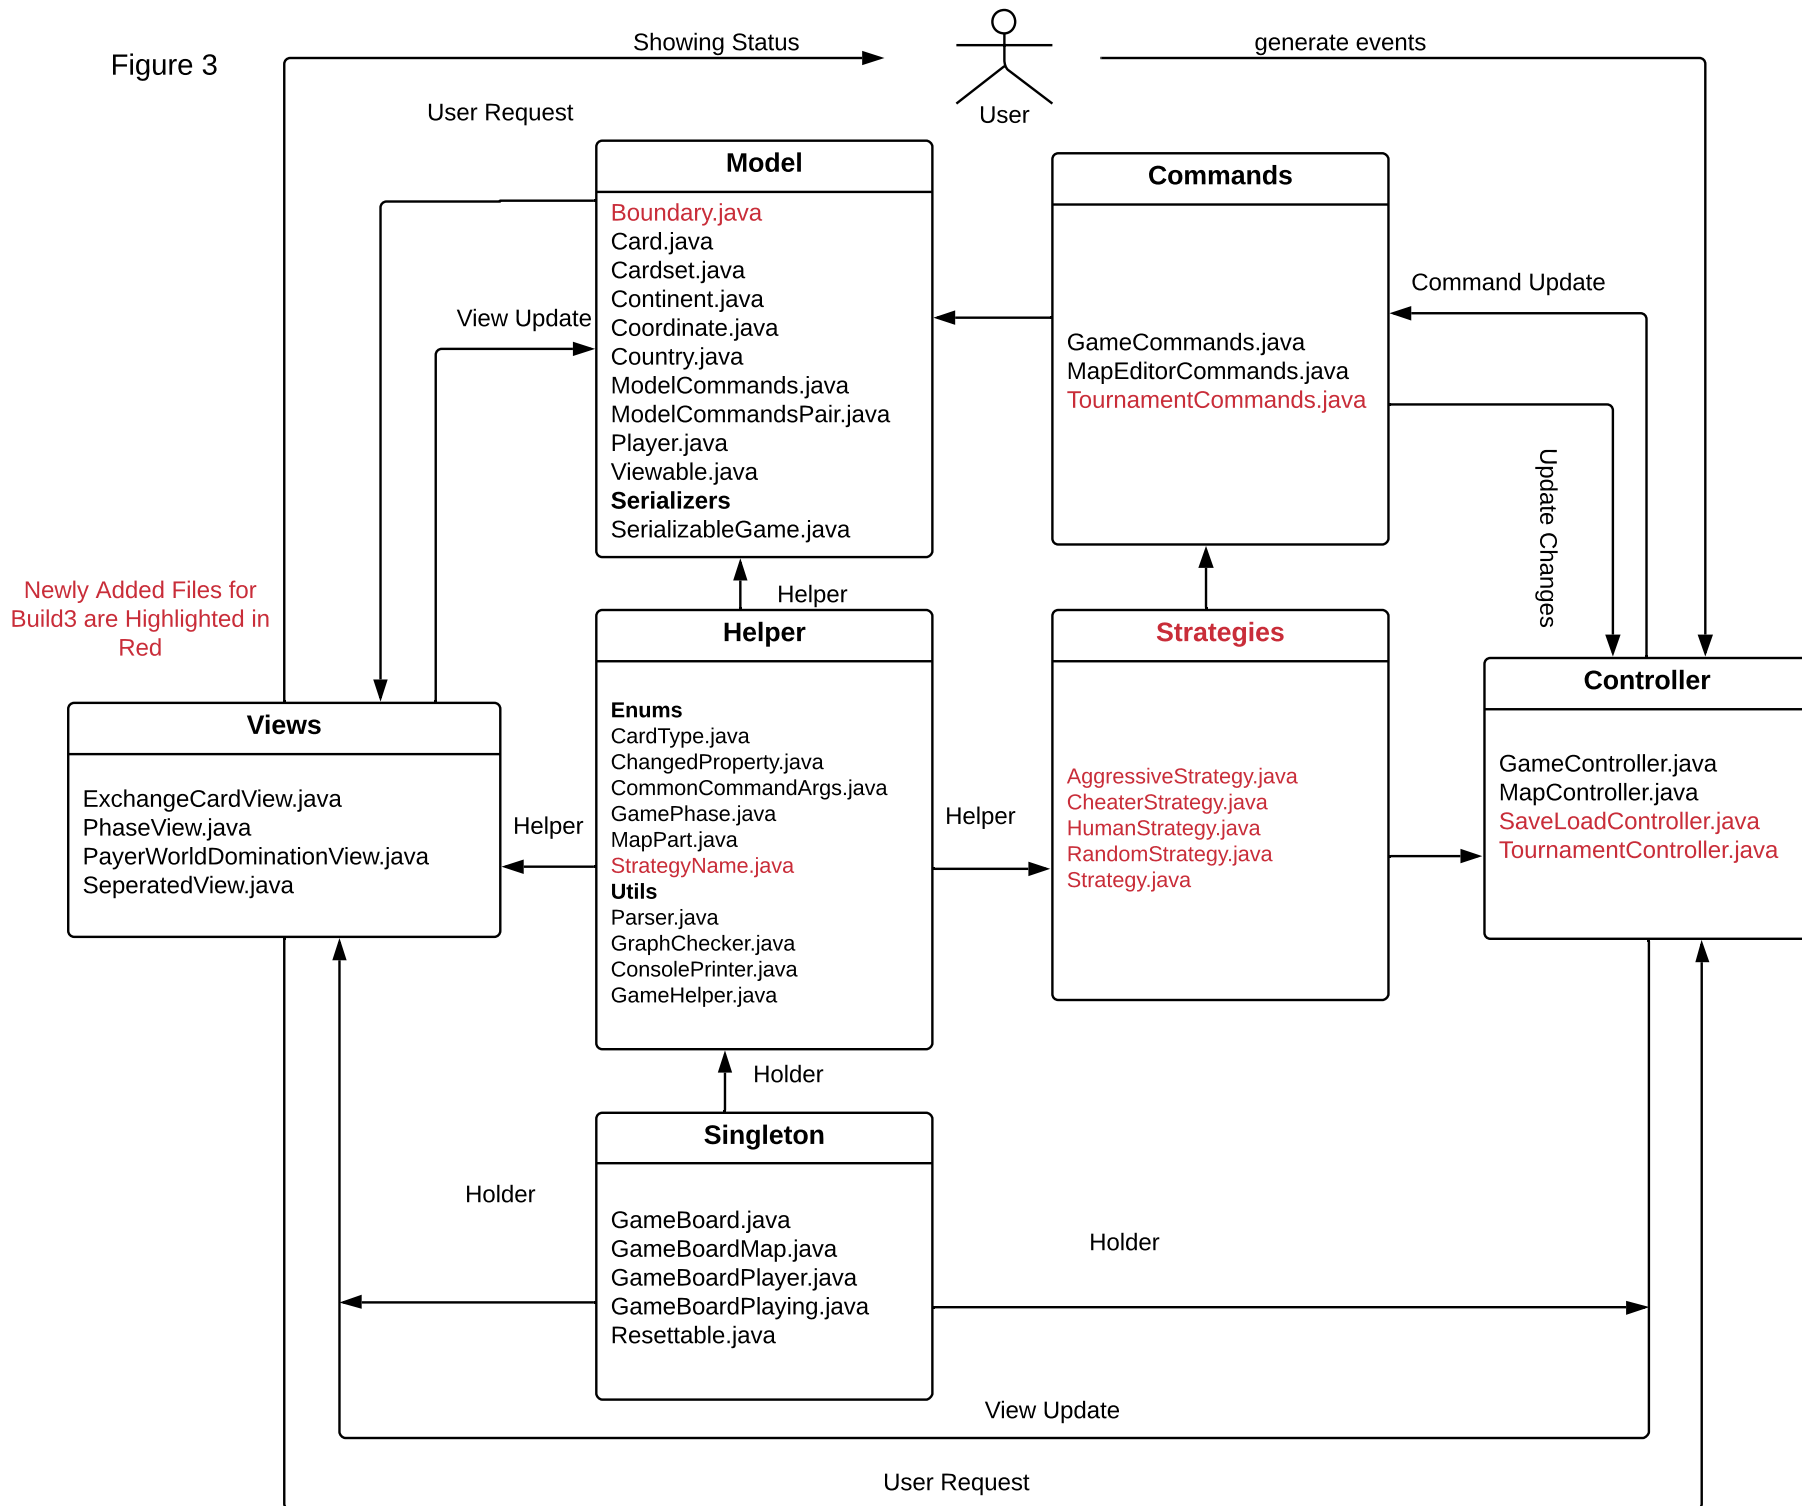 Figure 3
Showing Status
generate events
User
User Request
Model
Boundary.java
Card.java
Cardset.java
Continent.java
Coordinate.java
Country.java
ModelCommands.java
ModelCommandsPair.java
Player.java
Viewable.java
Serializers
SerializableGame.java
Commands
GameCommands.java
MapEditorCommands.java
TournamentCommands.java
Command Update
View Update
Update Changes
Newly Added Files for
Build3 are Highlighted in
Red
Helper
Helper
Enums
CardType.java
ChangedProperty.java
CommonCommandArgs.java
GamePhase.java
MapPart.java
StrategyName.java
Utils
Parser.java
GraphChecker.java
ConsolePrinter.java
GameHelper.java
Strategies
AggressiveStrategy.java
CheaterStrategy.java
HumanStrategy.java
RandomStrategy.java
Strategy.java
Controller
GameController.java
MapController.java
SaveLoadController.java
TournamentController.java
Views
ExchangeCardView.java
PhaseView.java
PayerWorldDominationView.java
SeperatedView.java
Helper
Helper
Holder
Singleton
GameBoard.java
GameBoardMap.java
GameBoardPlayer.java
GameBoardPlaying.java
Resettable.java
Holder
Holder
View Update
User Request